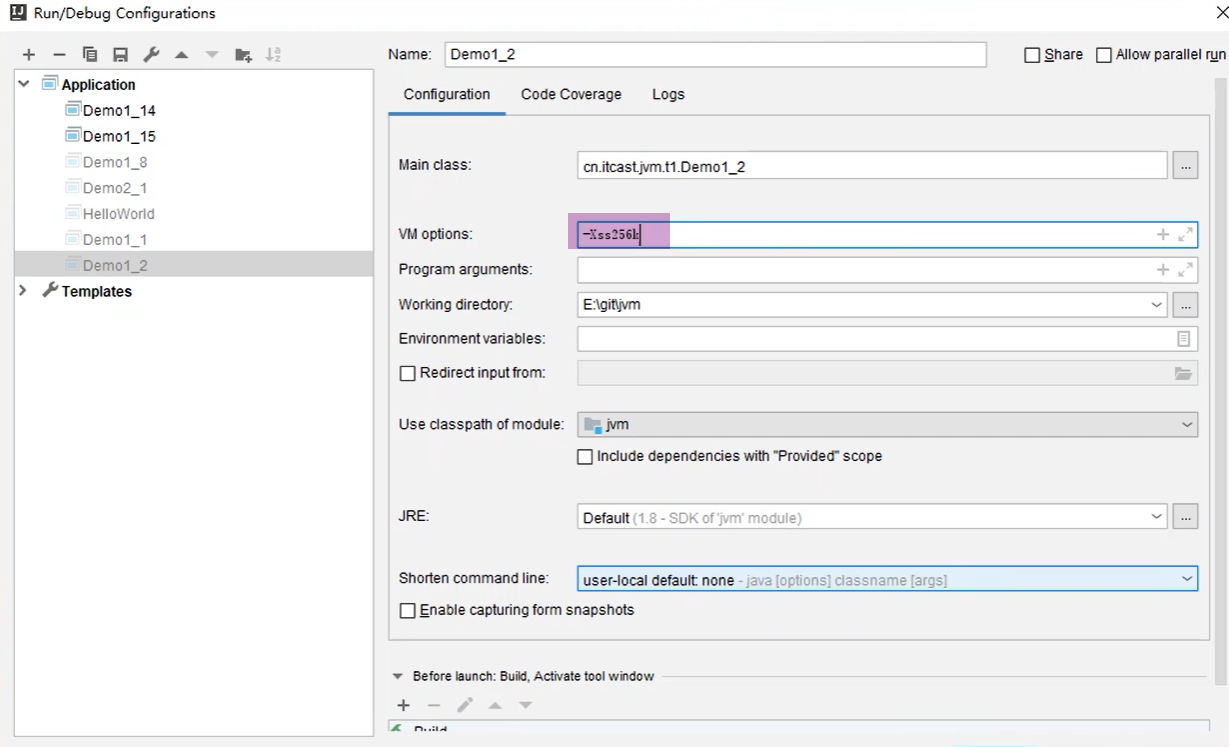 Run/Debug Configurations
Name: Demo1_2 Share Allow parallel run
Application
Demo1_14
Demo1_15
Demo1_8
Demo2_1
HelloWorld
Demo1_1
Demo1_2
Templates
Configuration Code Coverage Logs
Main class: cn.itcast.jvm.t1.Demo1_2 ...
VM options: -Xss256k
Program arguments:
Working directory: E:\git\jvm ...
Environment variables:
Redirect input from:
Use classpath of module: jvm
Include dependencies with "Provided" scope
JRE: Default (1.8 - SDK of 'jvm' module) ...
Shorten command line: user-local default: none - java [options] classname [args]
Enable capturing form snapshots
Before launch: Build, Activate tool window
Build